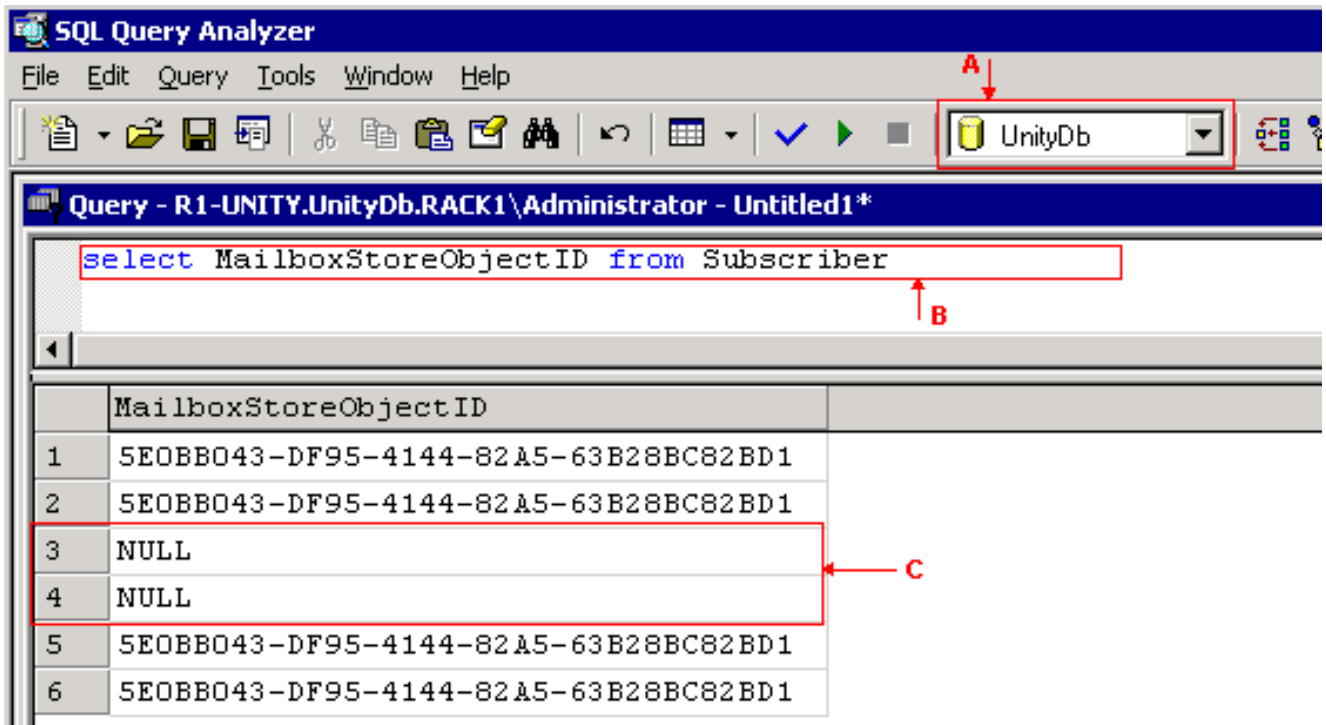 SQL Query Analyzer
File Edit Query Tools Window Help
A
UnityDb
Query - R1-UNITY.UnityDb.RACK1\Administrator - Untitled1*
select MailboxStoreObjectID from Subscriber
B
MailboxStoreObjectID
1 5E0BB043-DF95-4144-82A5-63B28BC82BD1
2 5E0BB043-DF95-4144-82A5-63B28BC82BD1
3 NULL
C
4 NULL
5 5E0BB043-DF95-4144-82A5-63B28BC82BD1
6 5E0BB043-DF95-4144-82A5-63B28BC82BD1